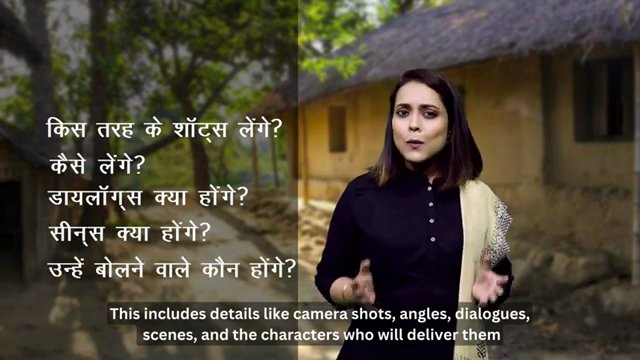 किस तरह के शॉट्स लेंगे?
कैसे लेंगे?
डायलॉग्स क्या होंगे?
सीन्स क्या होंगे?
उन्हें बोलने वाले कौन होंगे?
This includes details like camera shots, angles, dialogues,
scenes, and the characters who will deliver them